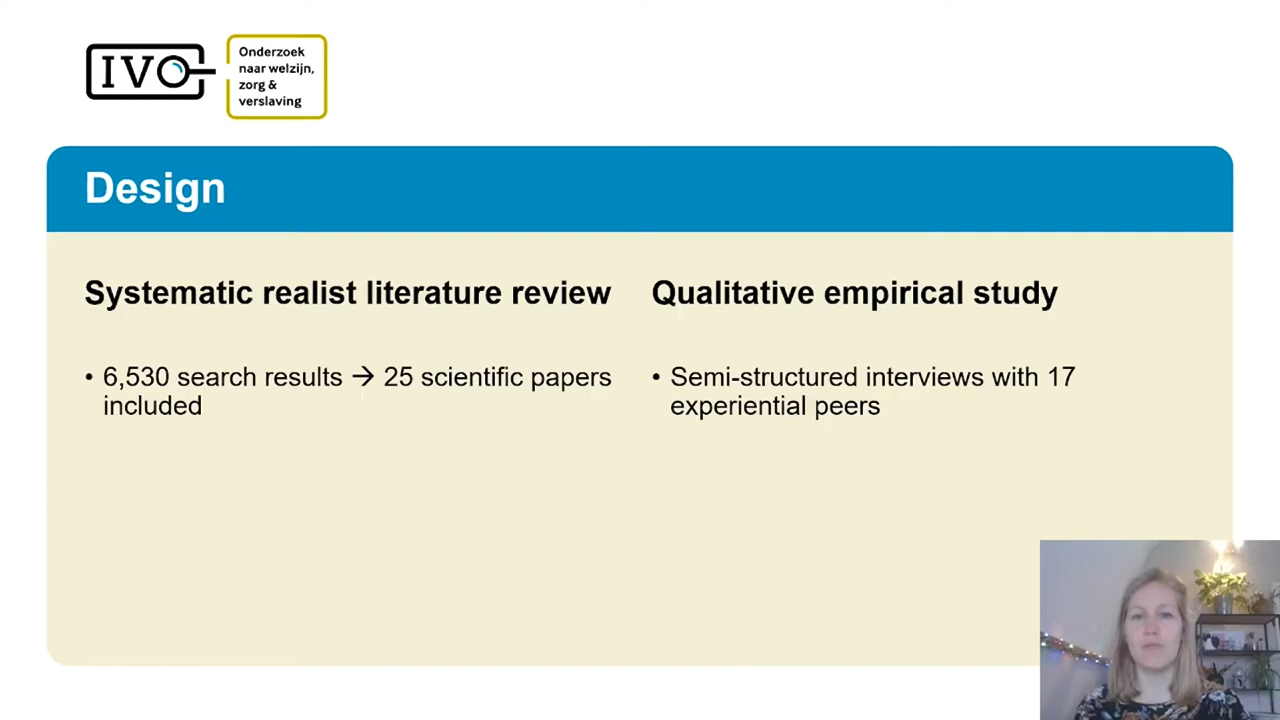 IVO
Onderzoek
naar welzijn,
zorg &
verslaving
Design
Systematic realist literature review
• 6,530 search results → 25 scientific papers
included
Qualitative empirical study
• Semi-structured interviews with 17
experiential peers